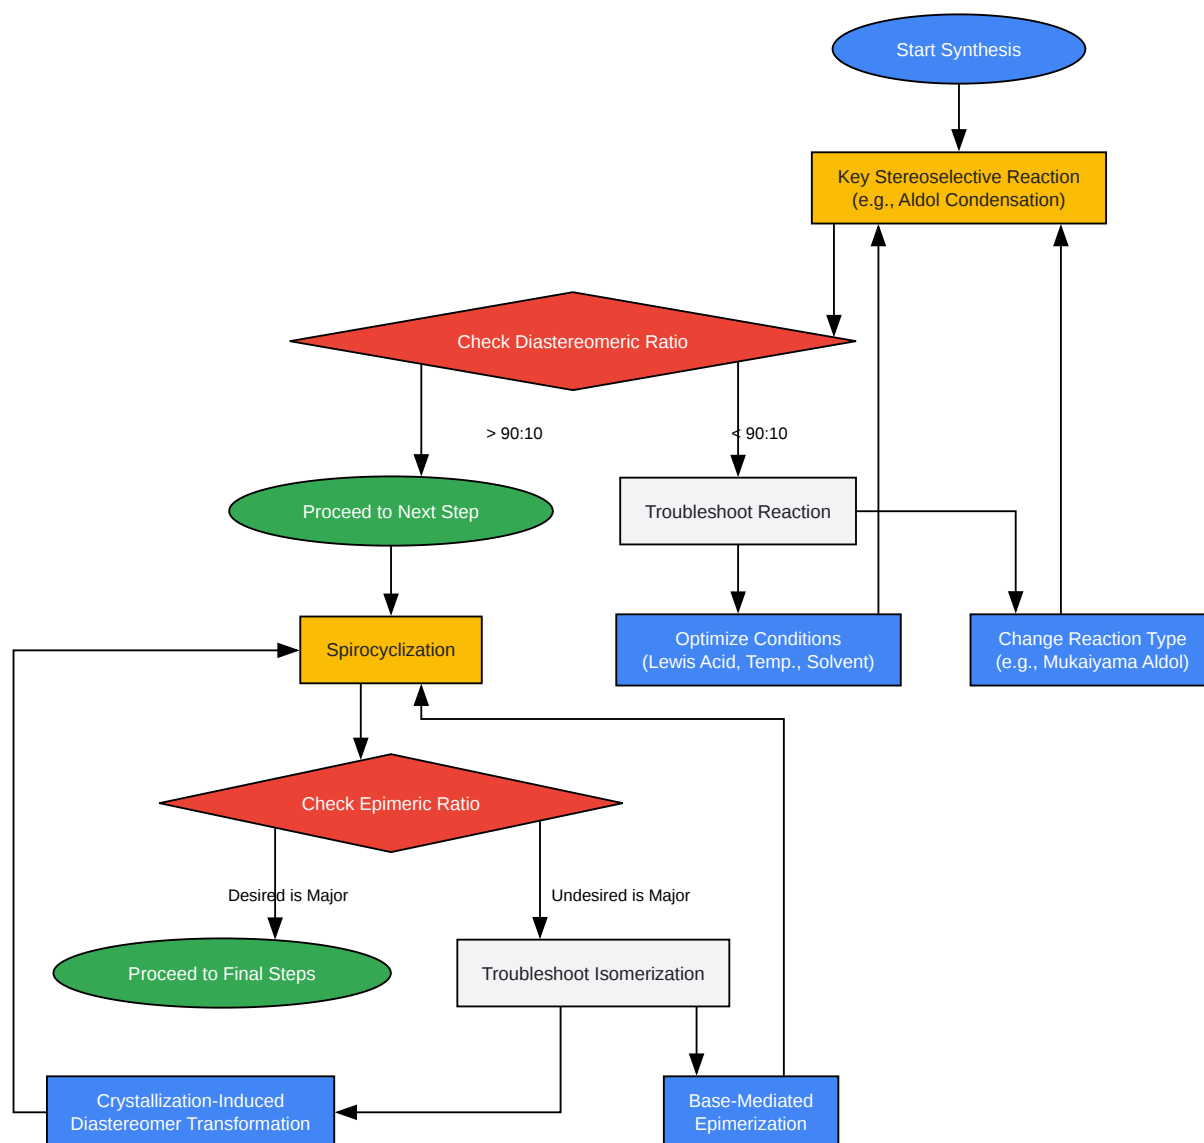 Start Synthesis
Key Stereoselective Reaction
(e.g., Aldol Condensation)
Check Diastereomeric Ratio
> 90:10
< 90:10
Proceed to Next Step
Troubleshoot Reaction
Spirocyclization
Optimize Conditions
(Lewis Acid, Temp., Solvent)
Change Reaction Type
(e.g., Mukaiyama Aldol)
Check Epimeric Ratio
Desired is Major
Undesired is Major
Proceed to Final Steps
Troubleshoot Isomerization
Crystallization-Induced
Diastereomer Transformation
Base-Mediated
Epimerization